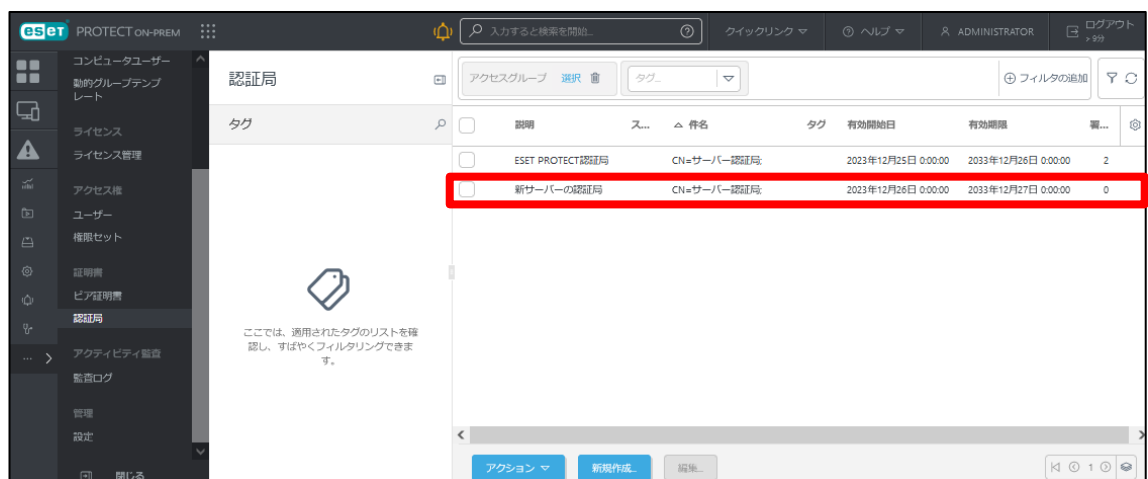 eset PROTECT ON-PREM
入力すると検索を開始...
クイックリンク
ヘルプ
ADMINISTRATOR
ログアウト
> 9分
コンピュータユーザー
動的グループテンプ
レート
ライセンス
ライセンス管理
アクセス権
ユーザー
権限セット
証明書
ピア証明書
認証局
アクティビティ監査
監査ログ
管理
設定
閉じる
認証局
タグ
ここでは、適用されたタグのリストを確
認し、すばやくフィルタリングできま
す。
アクセスグループ 選択
タグ...
フィルタの追加
説明 ス... 件名 タグ 有効開始日 有効期限 署...
ESET PROTECT認証局 CN=サーバー認証局; 2023年12月25日 0:00:00 2033年12月26日 0:00:00 2
新サーバーの認証局 CN=サーバー認証局; 2023年12月26日 0:00:00 2033年12月27日 0:00:00 0
アクション 新規作成... 編集...
1